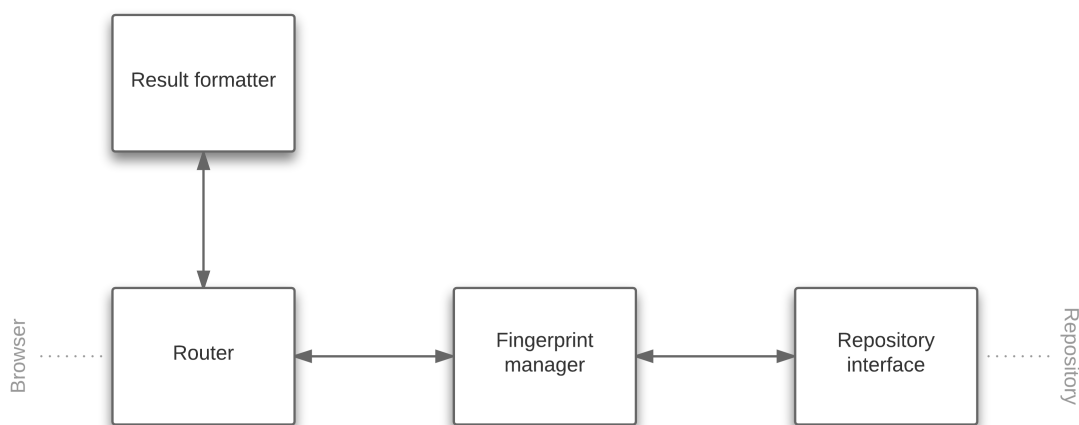 Result formatter
Browser
Router
Fingerprint
manager
Repository
interface
Repository